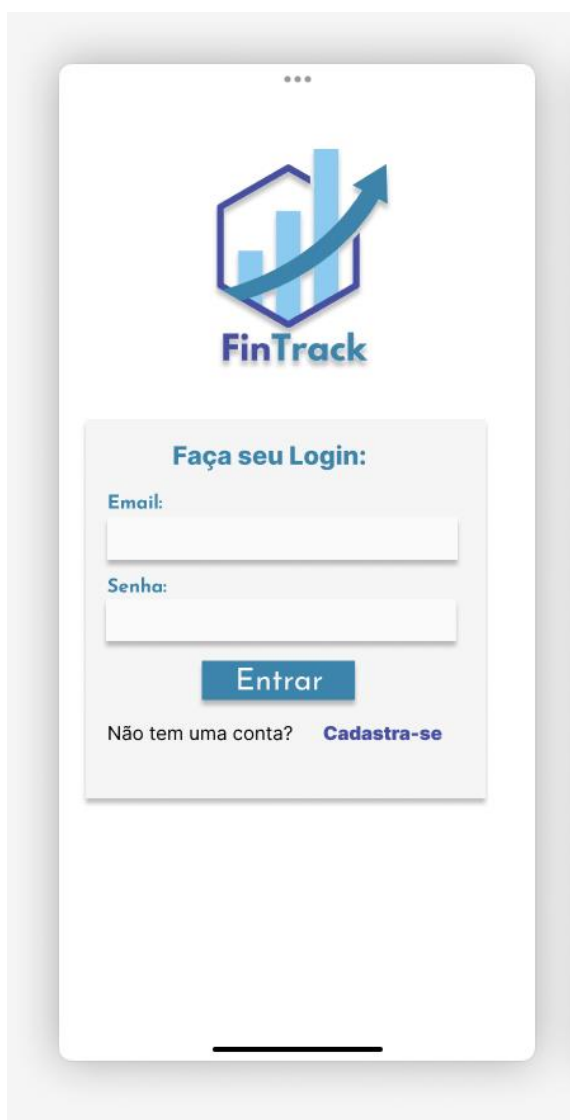 FinTrack
Faça seu Login:
Email:
Senha:
Entrar
Não tem uma conta? Cadastra-se